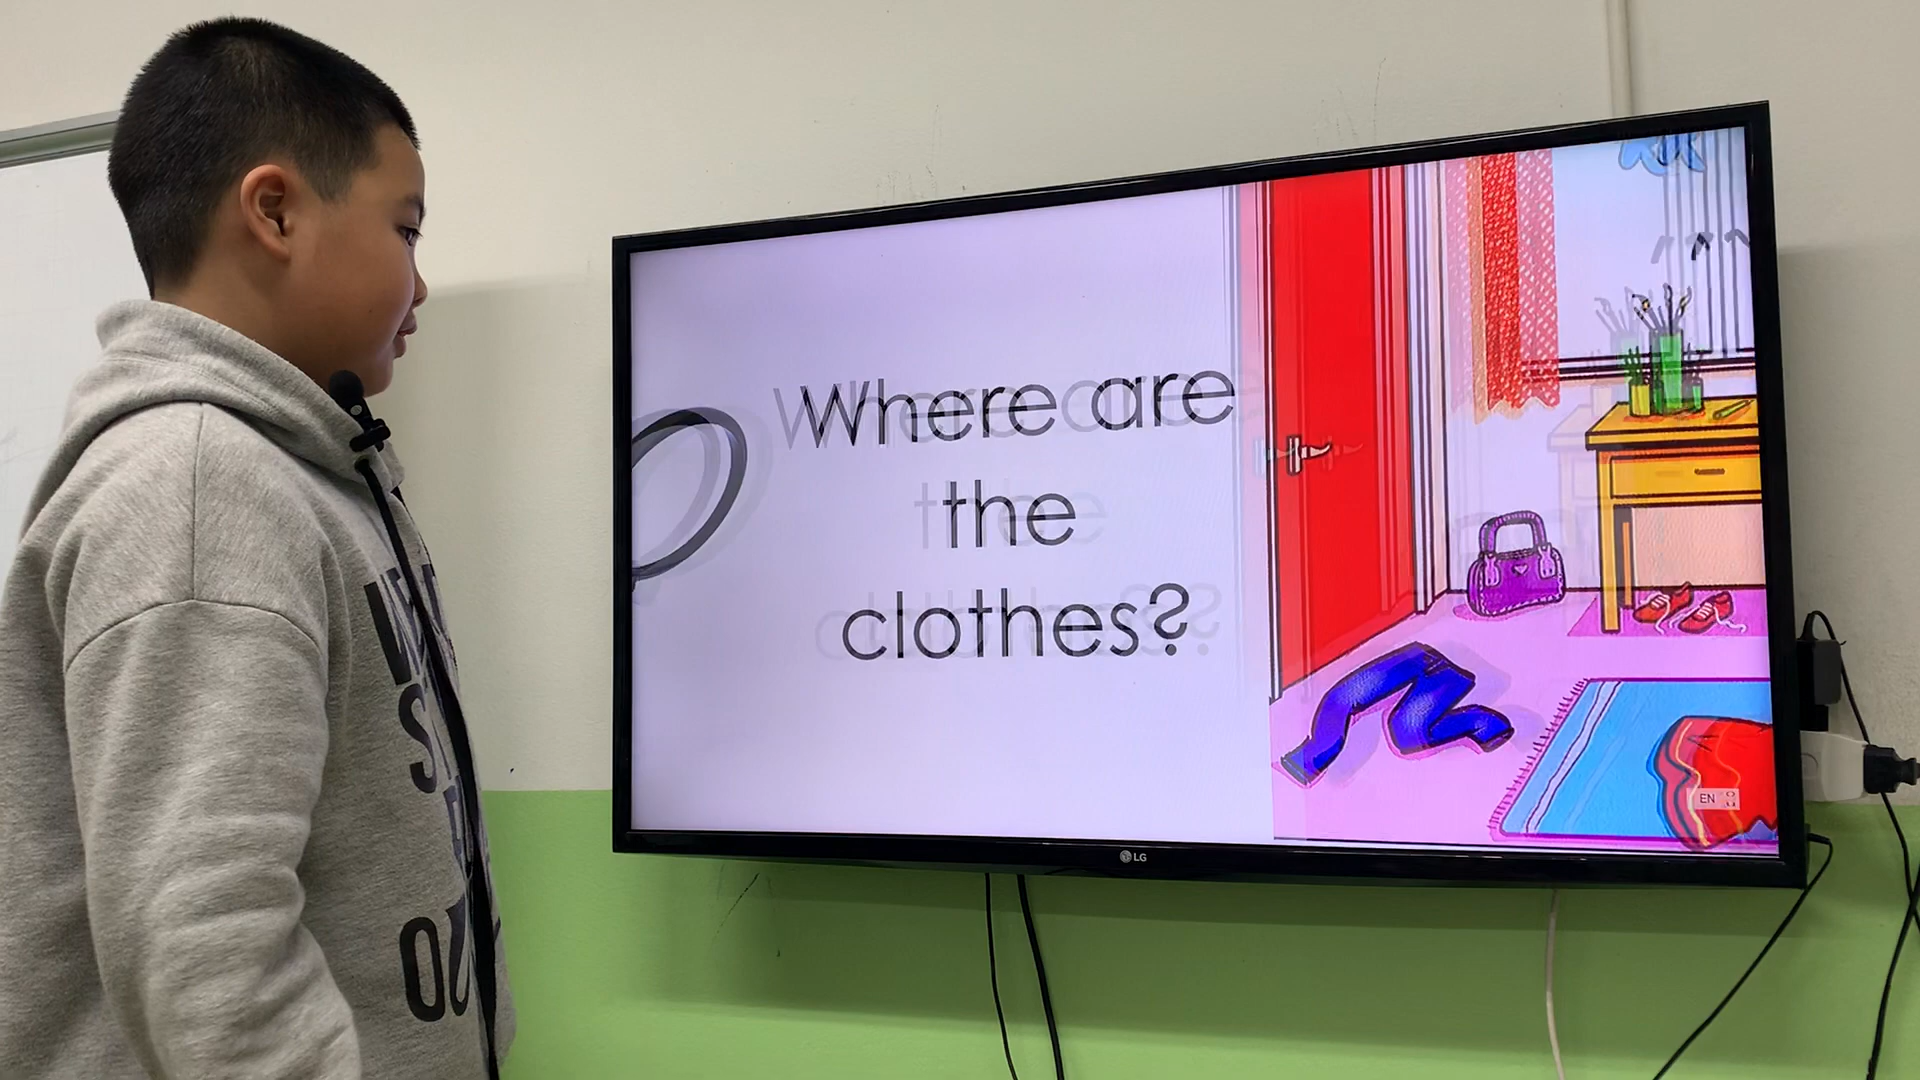 Where are
the
clothes?
EN
LG